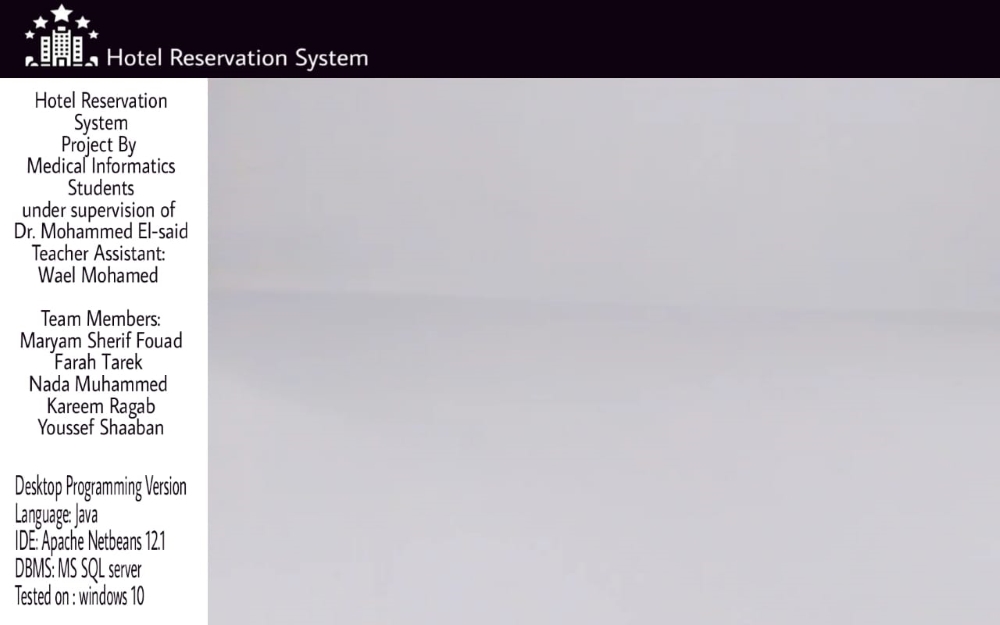 Hotel Reservation System
Hotel Reservation
System
Project By
Medical Informatics
Students
under supervision of
Dr. Mohammed El-said
Teacher Assistant:
Wael Mohamed
Team Members:
Maryam Sherif Fouad
Farah Tarek
Nada Muhammed
Kareem Ragab
Youssef Shaaban
Desktop Programming Version
Language: Java
IDE: Apache Netbeans 12.1
DBMS: MS SQL server
Tested on : windows 10